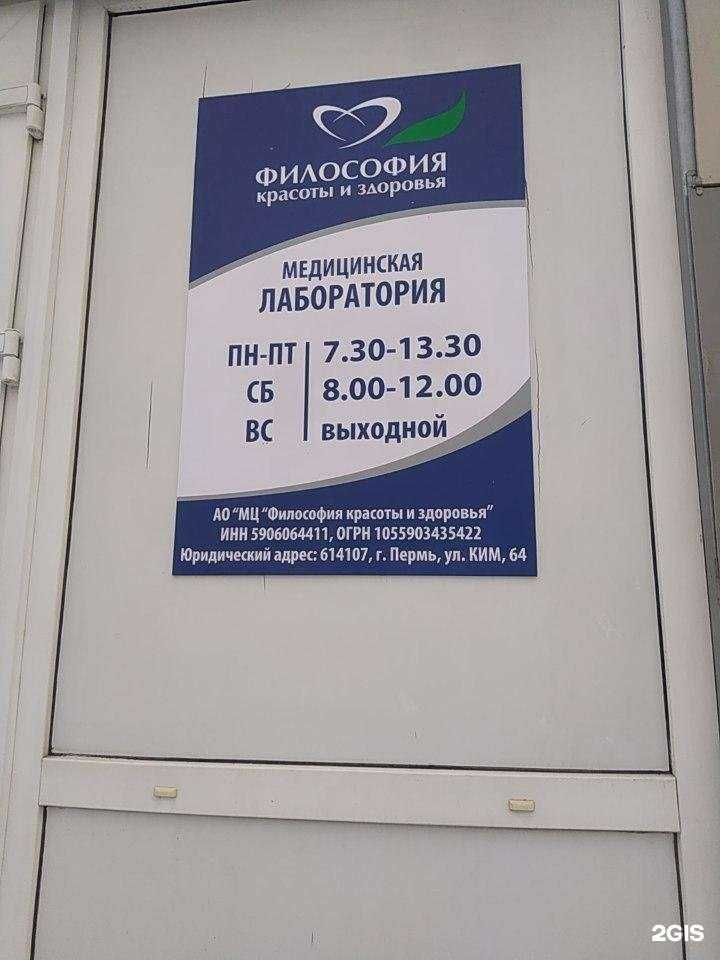 ФИЛОСОФИЯ
красоты и здоровья
МЕДИЦИНСКАЯ
ЛАБОРАТОРИЯ
ПН-ПТ 7.30-13.30
СБ 8.00-12.00
ВС ВЫХОДНОЙ
АО "МЦ "Философия красоты и здоровья"
ИНН 5906064411, ОГРН 1055903435422
Юридический адрес: 614107, г. Пермь, ул. КИМ, 64
2GIS